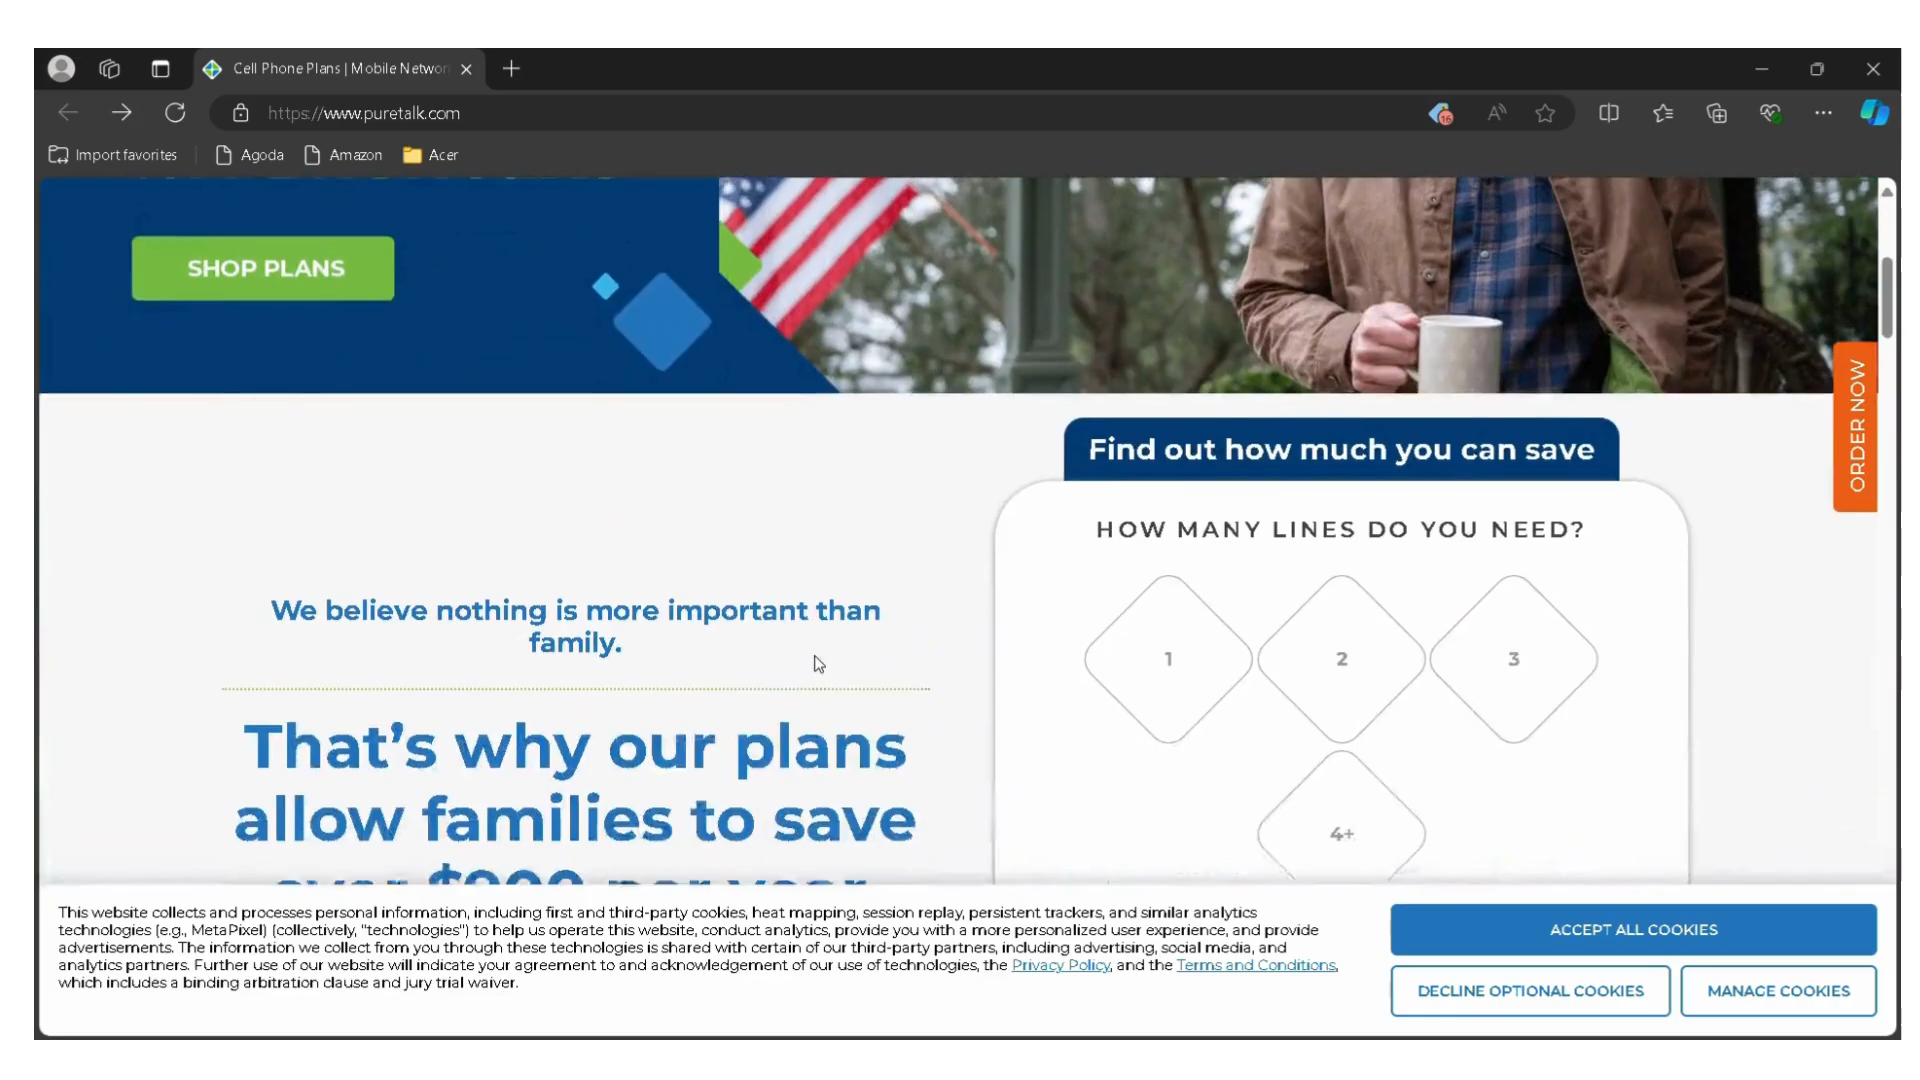 Cell Phone Plans | Mobile Networ
https://www.puretalk.com
16
Import favorites
Agoda
Amazon
Acer
SHOP PLANS
ORDER NOW
Find out how much you can save
HOW MANY LINES DO YOU NEED?
1
2
3
4+
We believe nothing is more important than
family.
That's why our plans
allow families to save
This website collects and processes personal information, including first and third-party cookies, heat mapping, session replay, persistent trackers, and similar analytics
technologies (e.g., MetaPixel) (collectively, "technologies") to help us operate this website, conduct analytics, provide you with a more personalized user experience, and provide
advertisements. The information we collect from you through these technologies is shared with certain of our third-party partners, including advertising, social media, and
analytics partners. Further use of our website will indicate your agreement to and acknowledgement of our use of technologies, the Privacy Policy, and the Terms and Conditions,
which includes a binding arbitration clause and jury trial waiver.
ACCEPT ALL COOKIES
DECLINE OPTIONAL COOKIES
MANAGE COOKIES